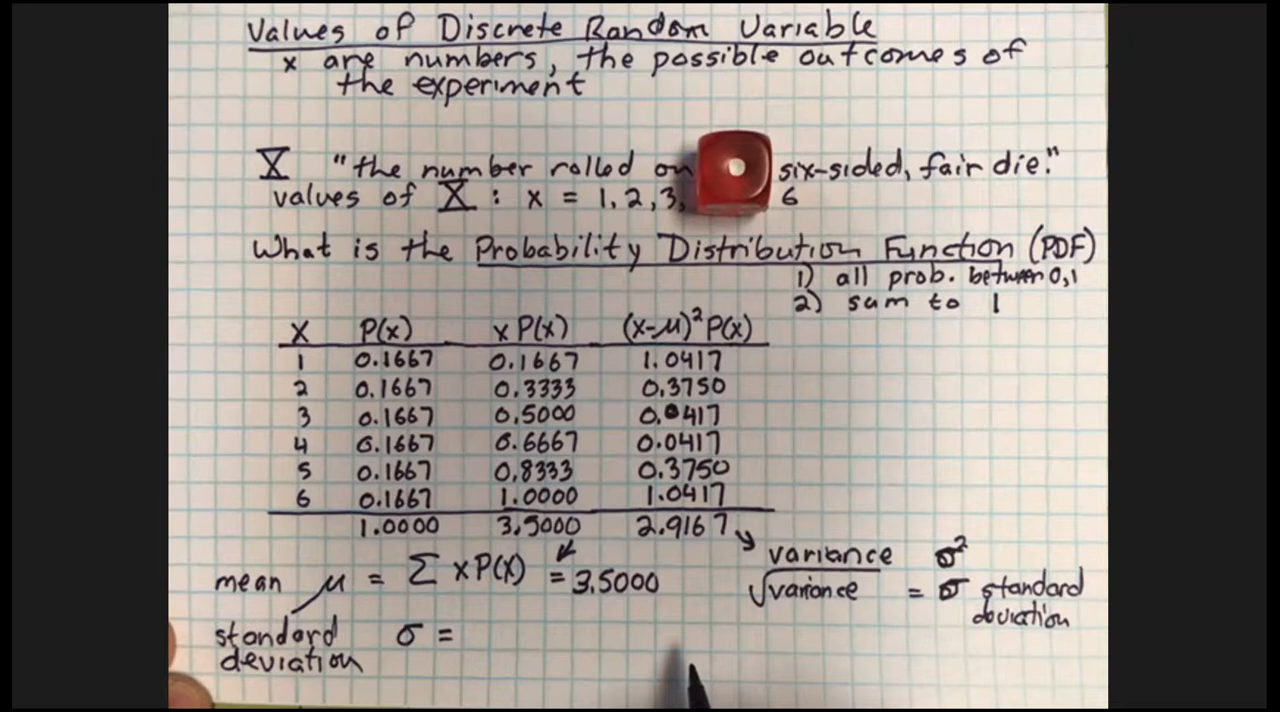 Values of Discrete Random Variable
x are numbers, the possible outcomes of
the experiment
X "the number rolled on six-sided, fair die."
values of X : x = 1, 2, 3, 6
What is the Probability Distribution Function (PDF)
1) all prob. between 0,1
2) sum to 1
X P(x) x P(x) (x-μ)² P(x)
1 0.1667 0.1667 1.0417
2 0.1667 0.3333 0.3750
3 0.1667 0.5000 0.0417
4 0.1667 0.6667 0.0417
5 0.1667 0.8333 0.3750
6 0.1667 1.0000 1.0417
1.0000 3.5000 2.9167
variance σ²
mean μ = Σ x P(x) = 3.5000
√variance = σ standard
deviation
standard σ =
deviation